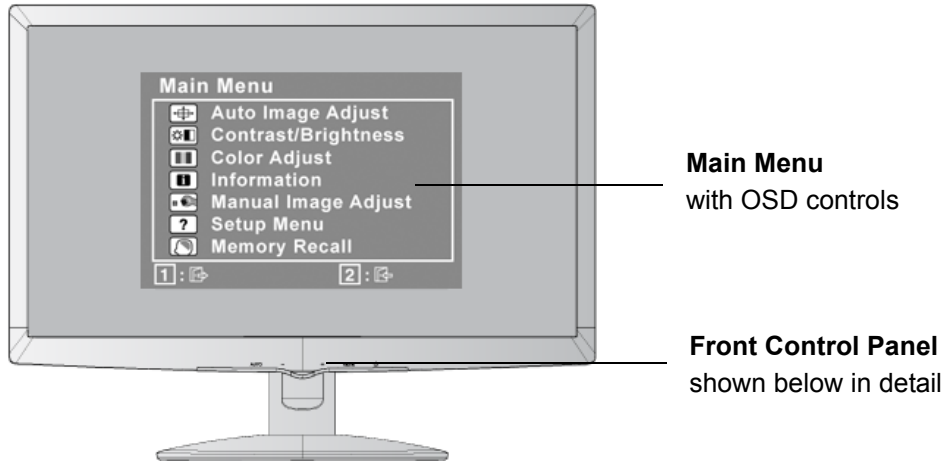 Main Menu
Auto Image Adjust
Contrast/Brightness
Color Adjust
Information
Manual Image Adjust
Setup Menu
Memory Recall
1 :
2 :
Main Menu
with OSD controls
Front Control Panel
shown below in detail